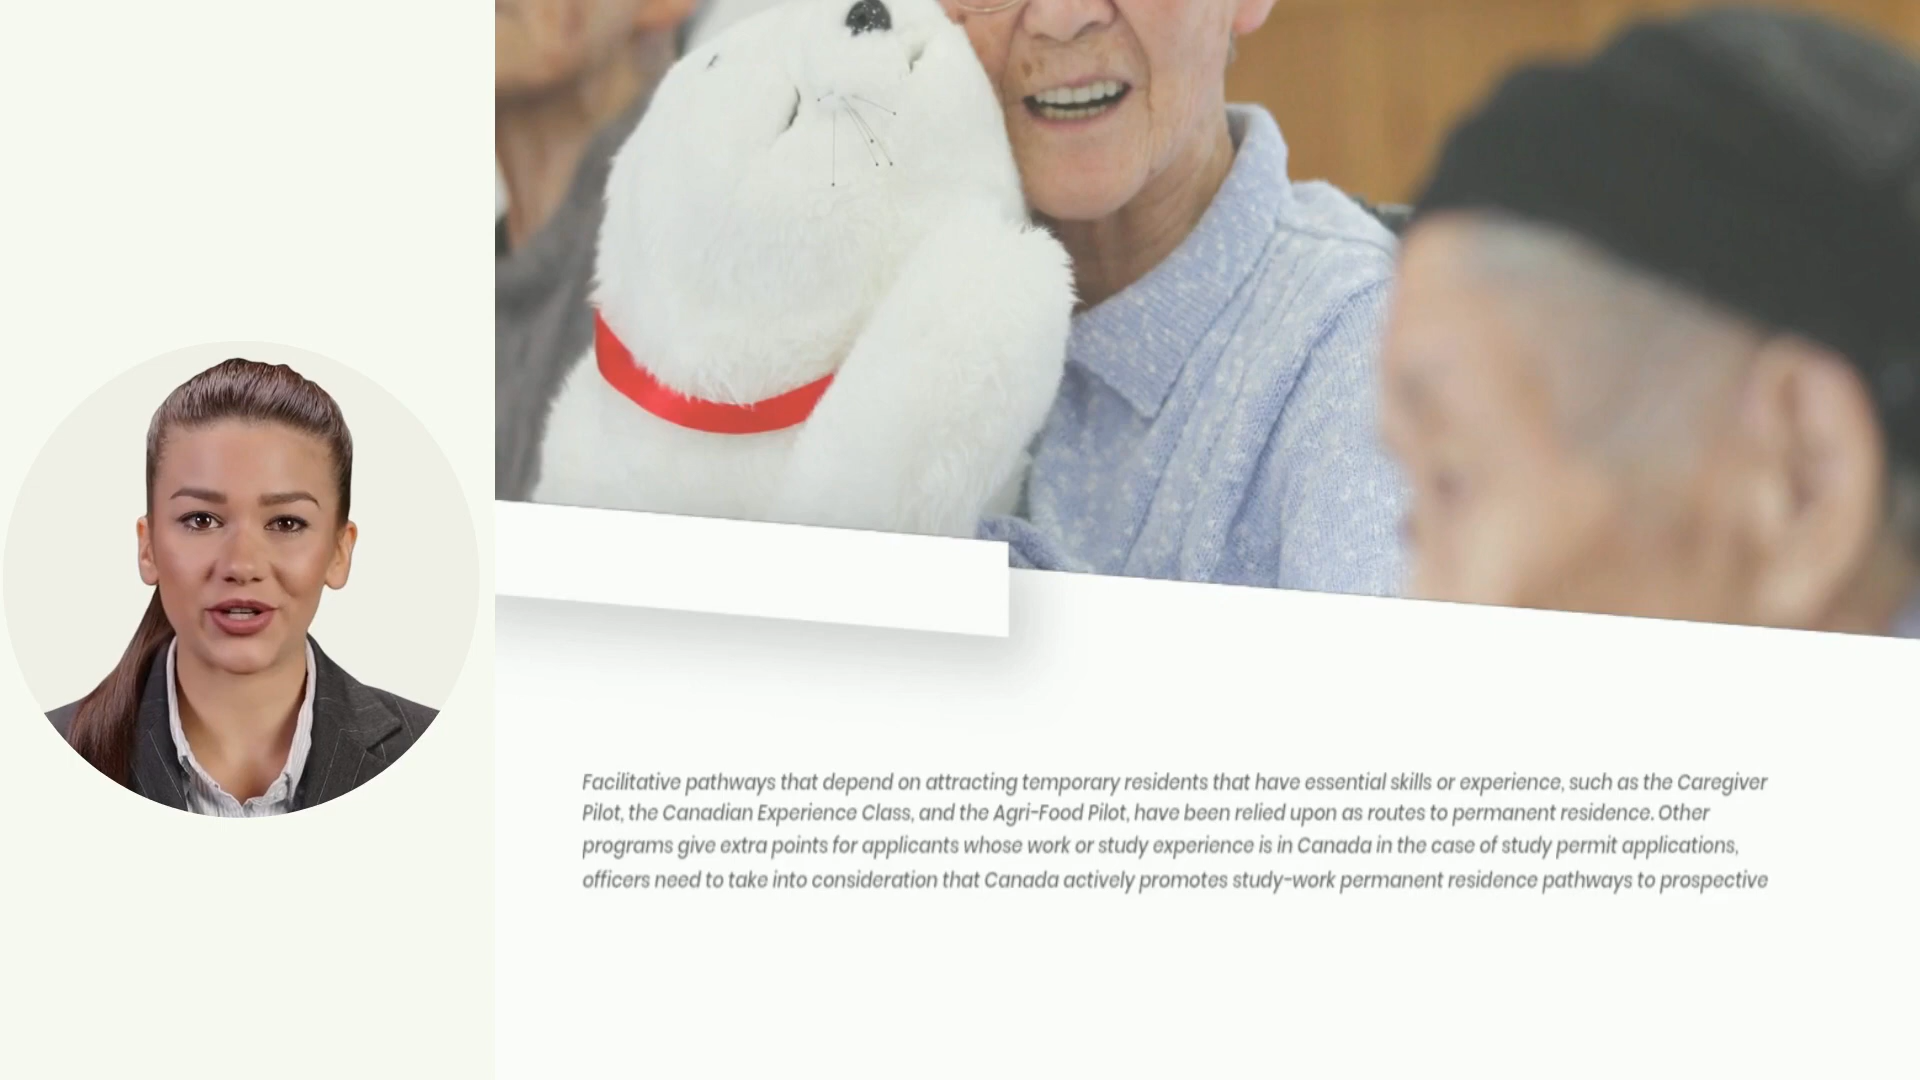 Facilitative pathways that depend on attracting temporary residents that have essential skills or experience, such as the Caregiver
Pilot, the Canadian Experience Class, and the Agri-Food Pilot, have been relied upon as routes to permanent residence. Other
programs give extra points for applicants whose work or study experience is in Canada in the case of study permit applications,
officers need to take into consideration that Canada actively promotes study-work permanent residence pathways to prospective